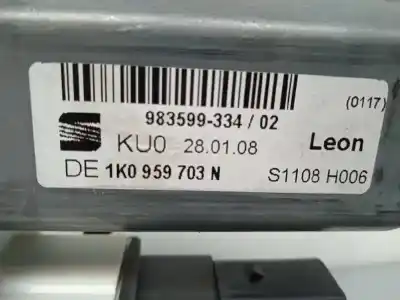 983599-334 / 02
(0117)
KU0 28.01.08 Leon
DE 1K0 959 703 N S1108 H006